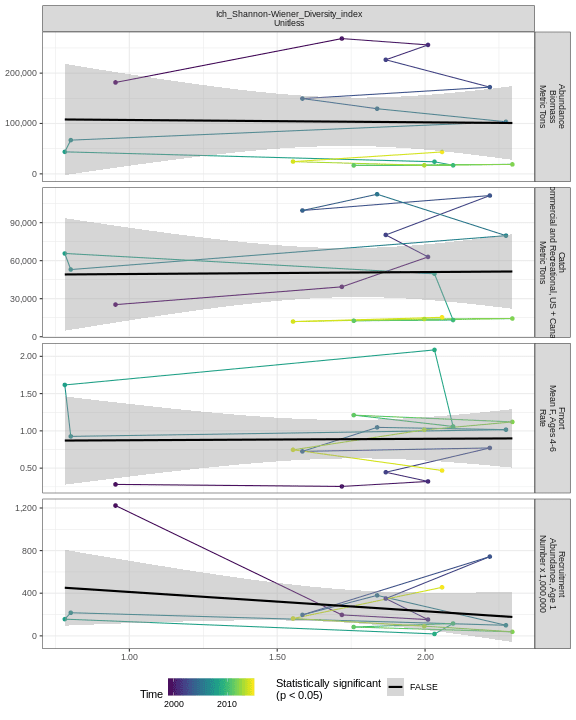 Ich_Shannon-Wiener_Diversity_index
Unitless
200,000
100,000
0
Abundance
Biomass
Metric Tons
90,000
60,000
30,000
0
Catch
ommercial and Recreational, US + Cana
Metric Tons
2.00
1.50
1.00
0.50
Fmort
Mean F, Ages 4-6
Rate
1,200
800
400
0
Recruitment
Abundance, Age 1
Number x 1,000,000
1.00
1.50
2.00
Time
2000
2010
Statistically significant
(p < 0.05)
FALSE